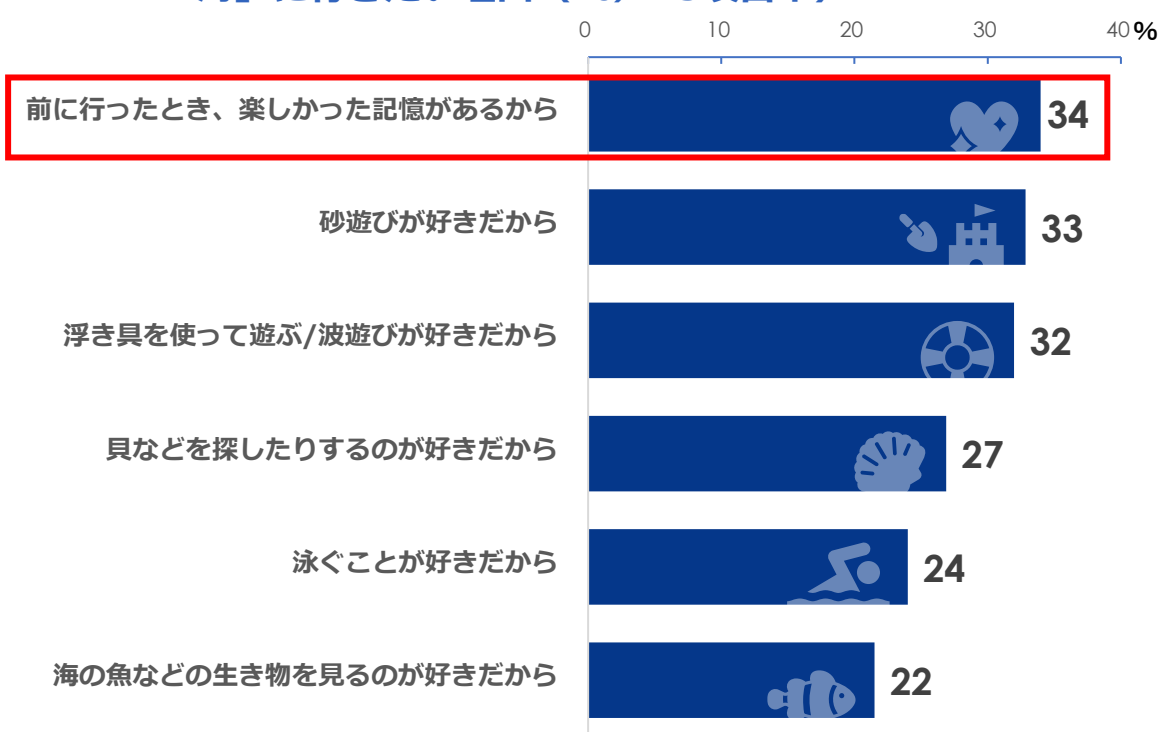 0 10 20 30 40 %
前に行ったとき、楽しかった記憶があるから 34
砂遊びが好きだから 33
浮き具を使って遊ぶ/波遊びが好きだから 32
貝などを探したりするのが好きだから 27
泳ぐことが好きだから 24
海の魚などの生き物を見るのが好きだから 22